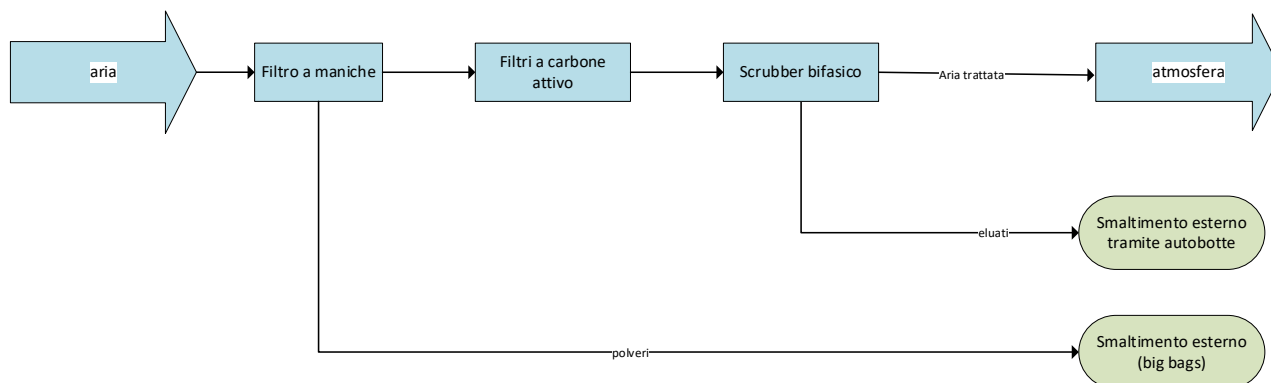 aria
Filtro a maniche
Filtri a carbone
attivo
Scrubber bifasico
Aria trattata
atmosfera
eluati
Smaltimento esterno
tramite autobotte
polveri
Smaltimento esterno
(big bags)